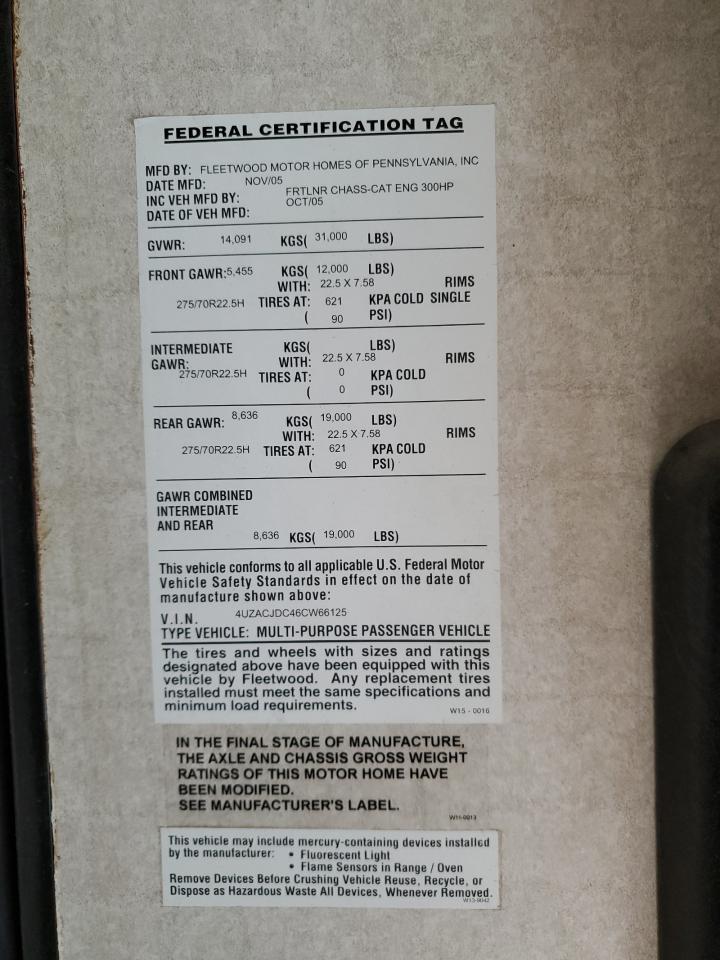 FEDERAL CERTIFICATION TAG
MFD BY: FLEETWOOD MOTOR HOMES OF PENNSYLVANIA, INC
DATE MFD: NOV/05
INC VEH MFD BY: FRTLNR CHASS-CAT ENG 300HP
DATE OF VEH MFD: OCT/05
GVWR: 14,091 KGS( 31,000 LBS)
FRONT GAWR: 5,455 KGS( 12,000 LBS)
WITH: 22.5 X 7.58 RIMS
275/70R22.5H TIRES AT: 621 KPA COLD SINGLE
( 90 PSI)
INTERMEDIATE KGS( LBS)
GAWR: WITH: 22.5 X 7.58 RIMS
275/70R22.5H TIRES AT: 0 KPA COLD
( 0 PSI)
REAR GAWR: 8,636 KGS( 19,000 LBS)
WITH: 22.5 X 7.58 RIMS
275/70R22.5H TIRES AT: 621 KPA COLD
( 90 PSI)
GAWR COMBINED
INTERMEDIATE
AND REAR
8,636 KGS( 19,000 LBS)
This vehicle conforms to all applicable U.S. Federal Motor
Vehicle Safety Standards in effect on the date of
manufacture shown above:
V.I.N. 4UZACJDC46CW66125
TYPE VEHICLE: MULTI-PURPOSE PASSENGER VEHICLE
The tires and wheels with sizes and ratings
designated above have been equipped with this
vehicle by Fleetwood. Any replacement tires
installed must meet the same specifications and
minimum load requirements.
W15 - 0016
IN THE FINAL STAGE OF MANUFACTURE,
THE AXLE AND CHASSIS GROSS WEIGHT
RATINGS OF THIS MOTOR HOME HAVE
BEEN MODIFIED.
SEE MANUFACTURER'S LABEL.
W11-0013
This vehicle may include mercury-containing devices installed
by the manufacturer: • Fluorescent Light
• Flame Sensors in Range / Oven
Remove Devices Before Crushing Vehicle Reuse, Recycle, or
Dispose as Hazardous Waste All Devices, Whenever Removed.
W13-9042